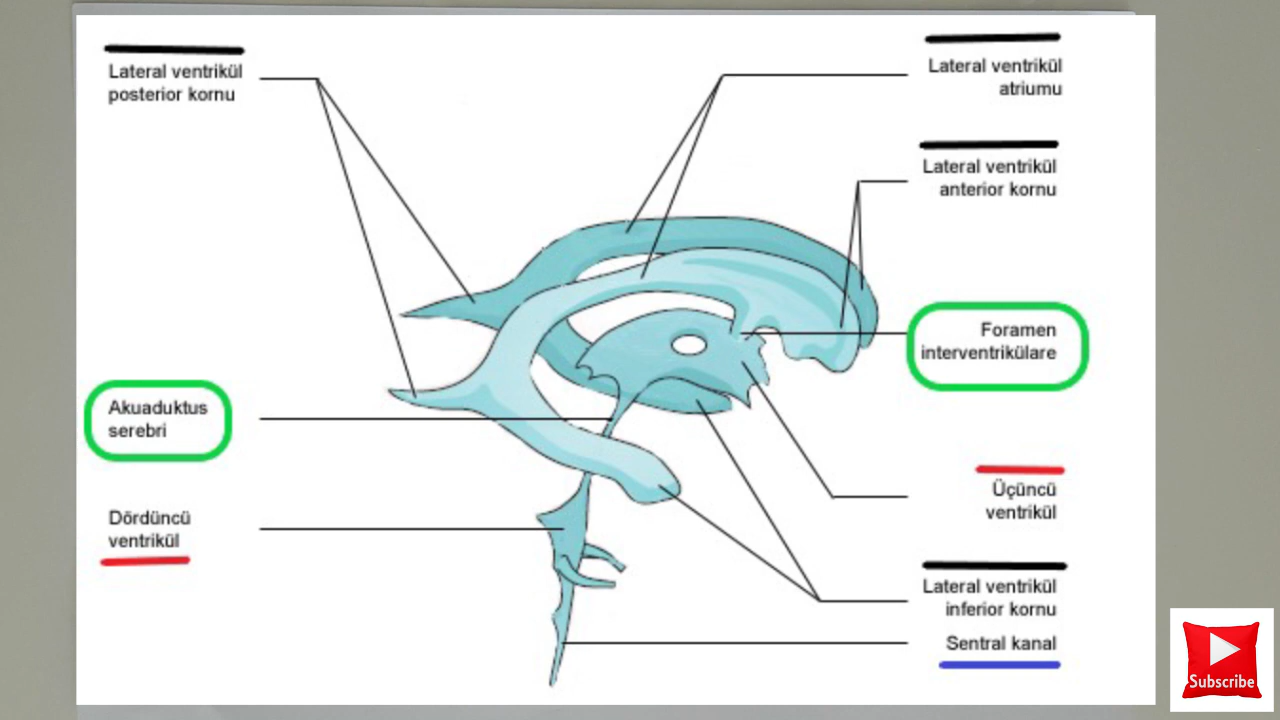 Lateral ventrikül
posterior kornu
Lateral ventrikül
atriumu
Lateral ventrikül
anterior kornu
Foramen
interventrikülare
Akuaduktus
serebri
Üçüncü
ventrikül
Dördüncü
ventrikül
Lateral ventrikül
inferior kornu
Sentral kanal
Subscribe